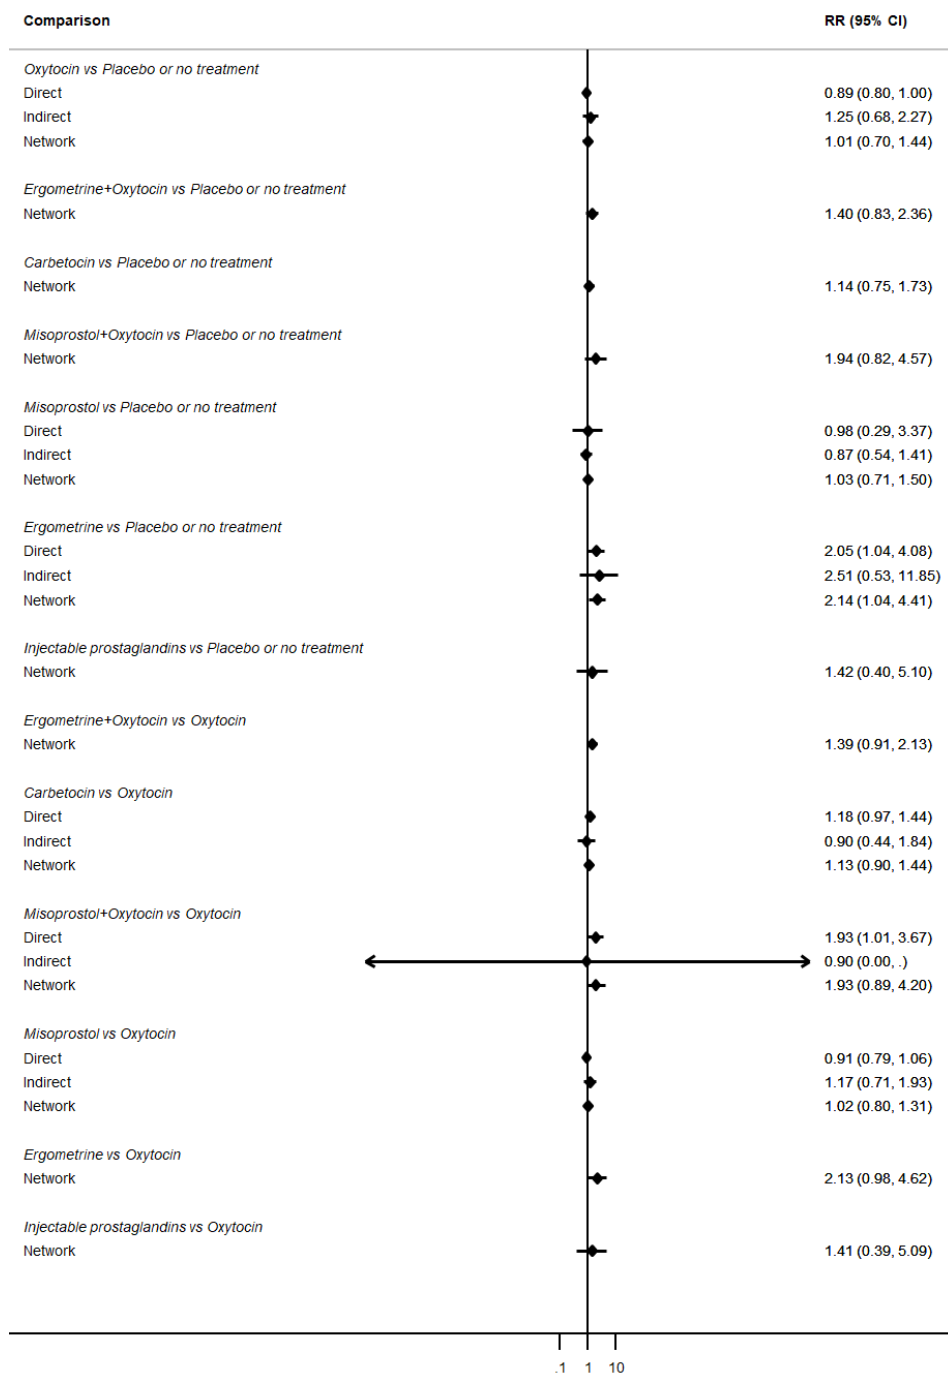 Comparison RR (95% CI)
Oxytocin vs Placebo or no treatment
Direct 0.89 (0.80, 1.00)
Indirect 1.25 (0.68, 2.27)
Network 1.01 (0.70, 1.44)
Ergometrine+Oxytocin vs Placebo or no treatment
Network 1.40 (0.83, 2.36)
Carbetocin vs Placebo or no treatment
Network 1.14 (0.75, 1.73)
Misoprostol+Oxytocin vs Placebo or no treatment
Network 1.94 (0.82, 4.57)
Misoprostol vs Placebo or no treatment
Direct 0.98 (0.29, 3.37)
Indirect 0.87 (0.54, 1.41)
Network 1.03 (0.71, 1.50)
Ergometrine vs Placebo or no treatment
Direct 2.05 (1.04, 4.08)
Indirect 2.51 (0.53, 11.85)
Network 2.14 (1.04, 4.41)
Injectable prostaglandins vs Placebo or no treatment
Network 1.42 (0.40, 5.10)
Ergometrine+Oxytocin vs Oxytocin
Network 1.39 (0.91, 2.13)
Carbetocin vs Oxytocin
Direct 1.18 (0.97, 1.44)
Indirect 0.90 (0.44, 1.84)
Network 1.13 (0.90, 1.44)
Misoprostol+Oxytocin vs Oxytocin
Direct 1.93 (1.01, 3.67)
Indirect 0.90 (0.00, .)
Network 1.93 (0.89, 4.20)
Misoprostol vs Oxytocin
Direct 0.91 (0.79, 1.06)
Indirect 1.17 (0.71, 1.93)
Network 1.02 (0.80, 1.31)
Ergometrine vs Oxytocin
Network 2.13 (0.98, 4.62)
Injectable prostaglandins vs Oxytocin
Network 1.41 (0.39, 5.09)
.1 1 10